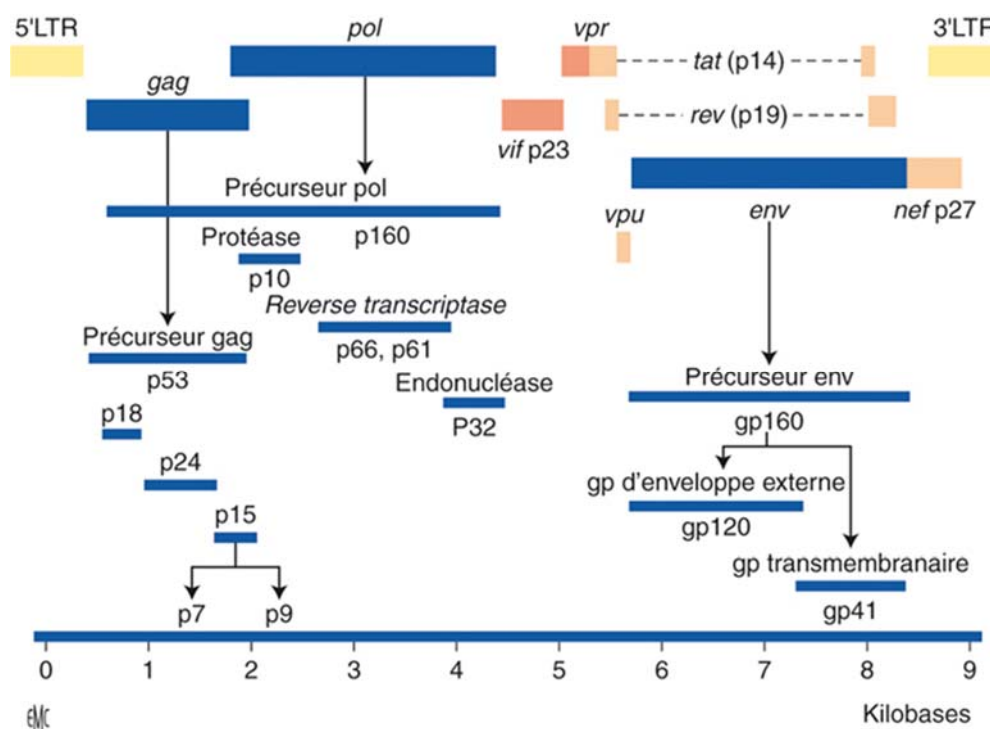 5'LTR
pol
vpr
3'LTR
gag
tat (p14)
rev (p19)
vif p23
Précurseur pol
p160
vpu
env
nef p27
Protéase
p10
Reverse transcriptase
p66, p61
Précurseur gag
p53
Endonucléase
P32
Précurseur env
gp160
p18
p24
gp d'enveloppe externe
gp120
p15
gp transmembranaire
gp41
p7
p9
0 1 2 3 4 5 6 7 8 9
EMC
Kilobases